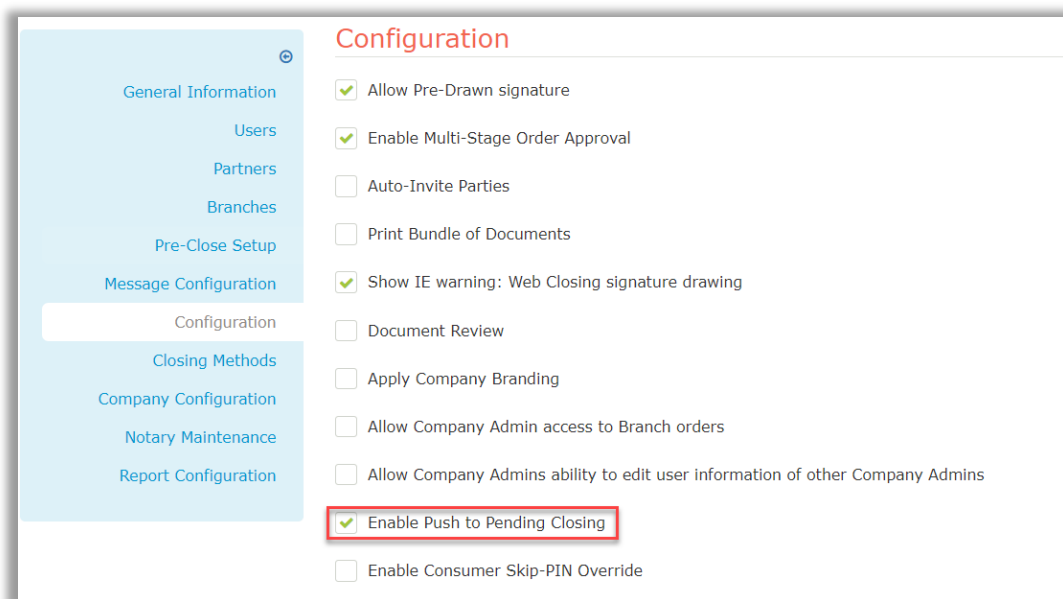 General Information
Users
Partners
Branches
Pre-Close Setup
Message Configuration
Configuration
Closing Methods
Company Configuration
Notary Maintenance
Report Configuration
Configuration
Allow Pre-Drawn signature
Enable Multi-Stage Order Approval
Auto-Invite Parties
Print Bundle of Documents
Show IE warning: Web Closing signature drawing
Document Review
Apply Company Branding
Allow Company Admin access to Branch orders
Allow Company Admins ability to edit user information of other Company Admins
Enable Push to Pending Closing
Enable Consumer Skip-PIN Override